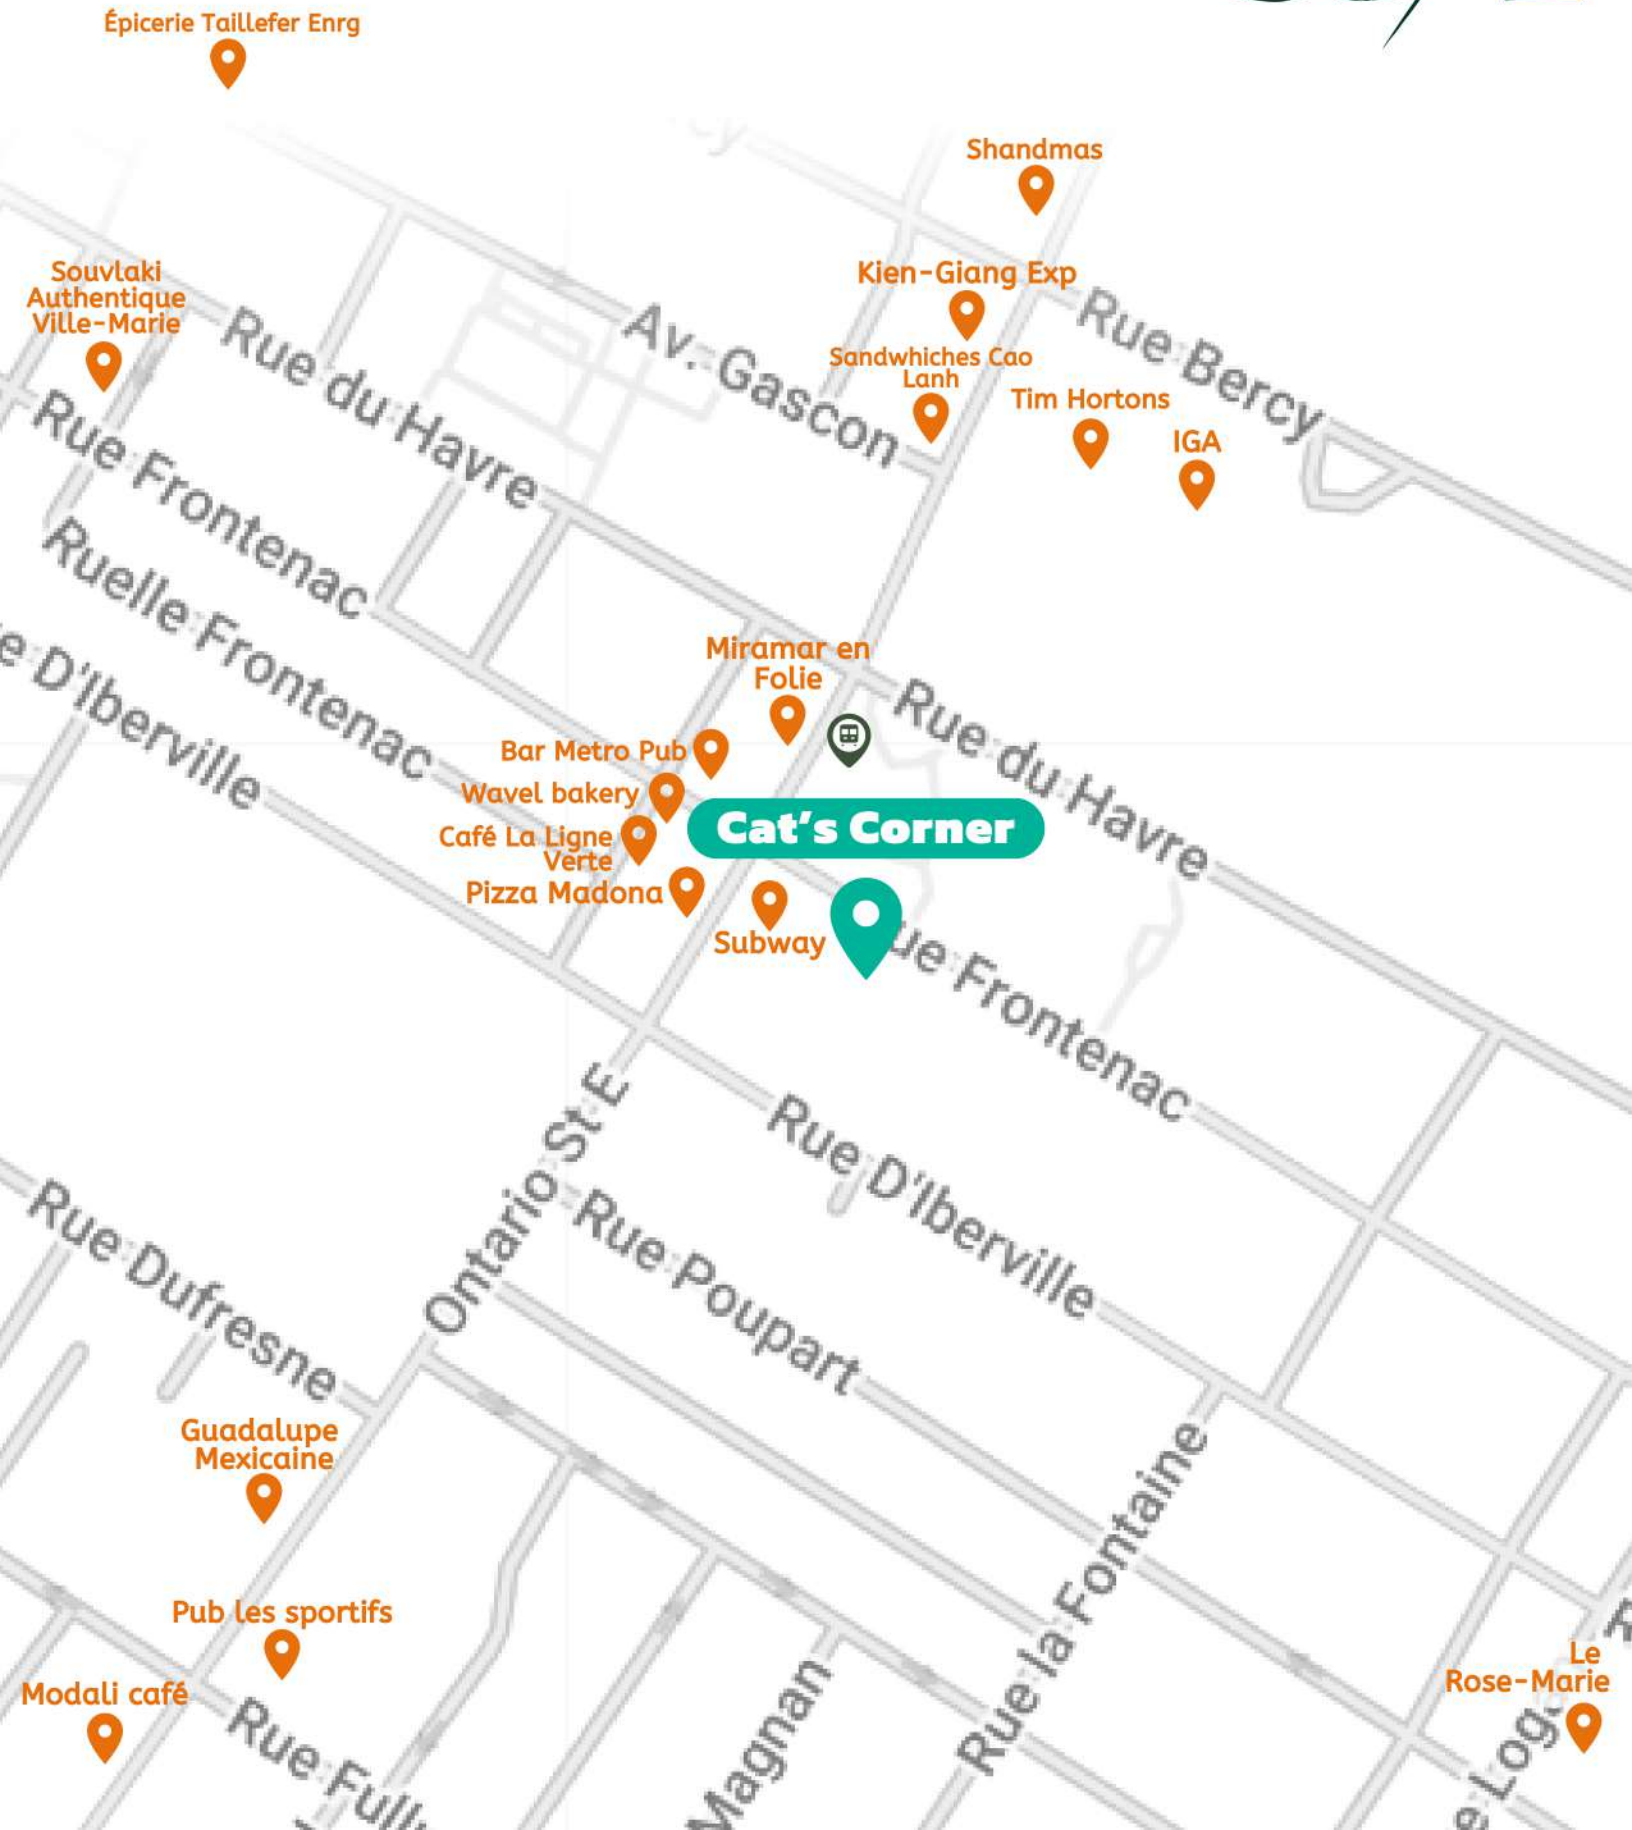 Épicerie Taillefer Enrg
Shandmas
Souvlaki
Authentique
Ville-Marie
Kien-Giang Exp
Rue Bercy
Rue du Havre
Av. Gascon
Sandwhiches Cao
Lanh
Tim Hortons
IGA
Rue Frontenac
Ruelle Frontenac
D'Iberville
Miramar en
Folie
Rue du Havre
Bar Metro Pub
Wavel bakery
Cat's Corner
Café La Ligne
Verte
Pizza Madona
Subway
Frontenac
Ontario St E
Rue D'Iberville
Rue Poupart
Rue Dufresne
Guadalupe
Mexicaine
Rue la Fontaine
Pub les sportifs
Le
Rose-Marie
Modali café
Magnan
Rue